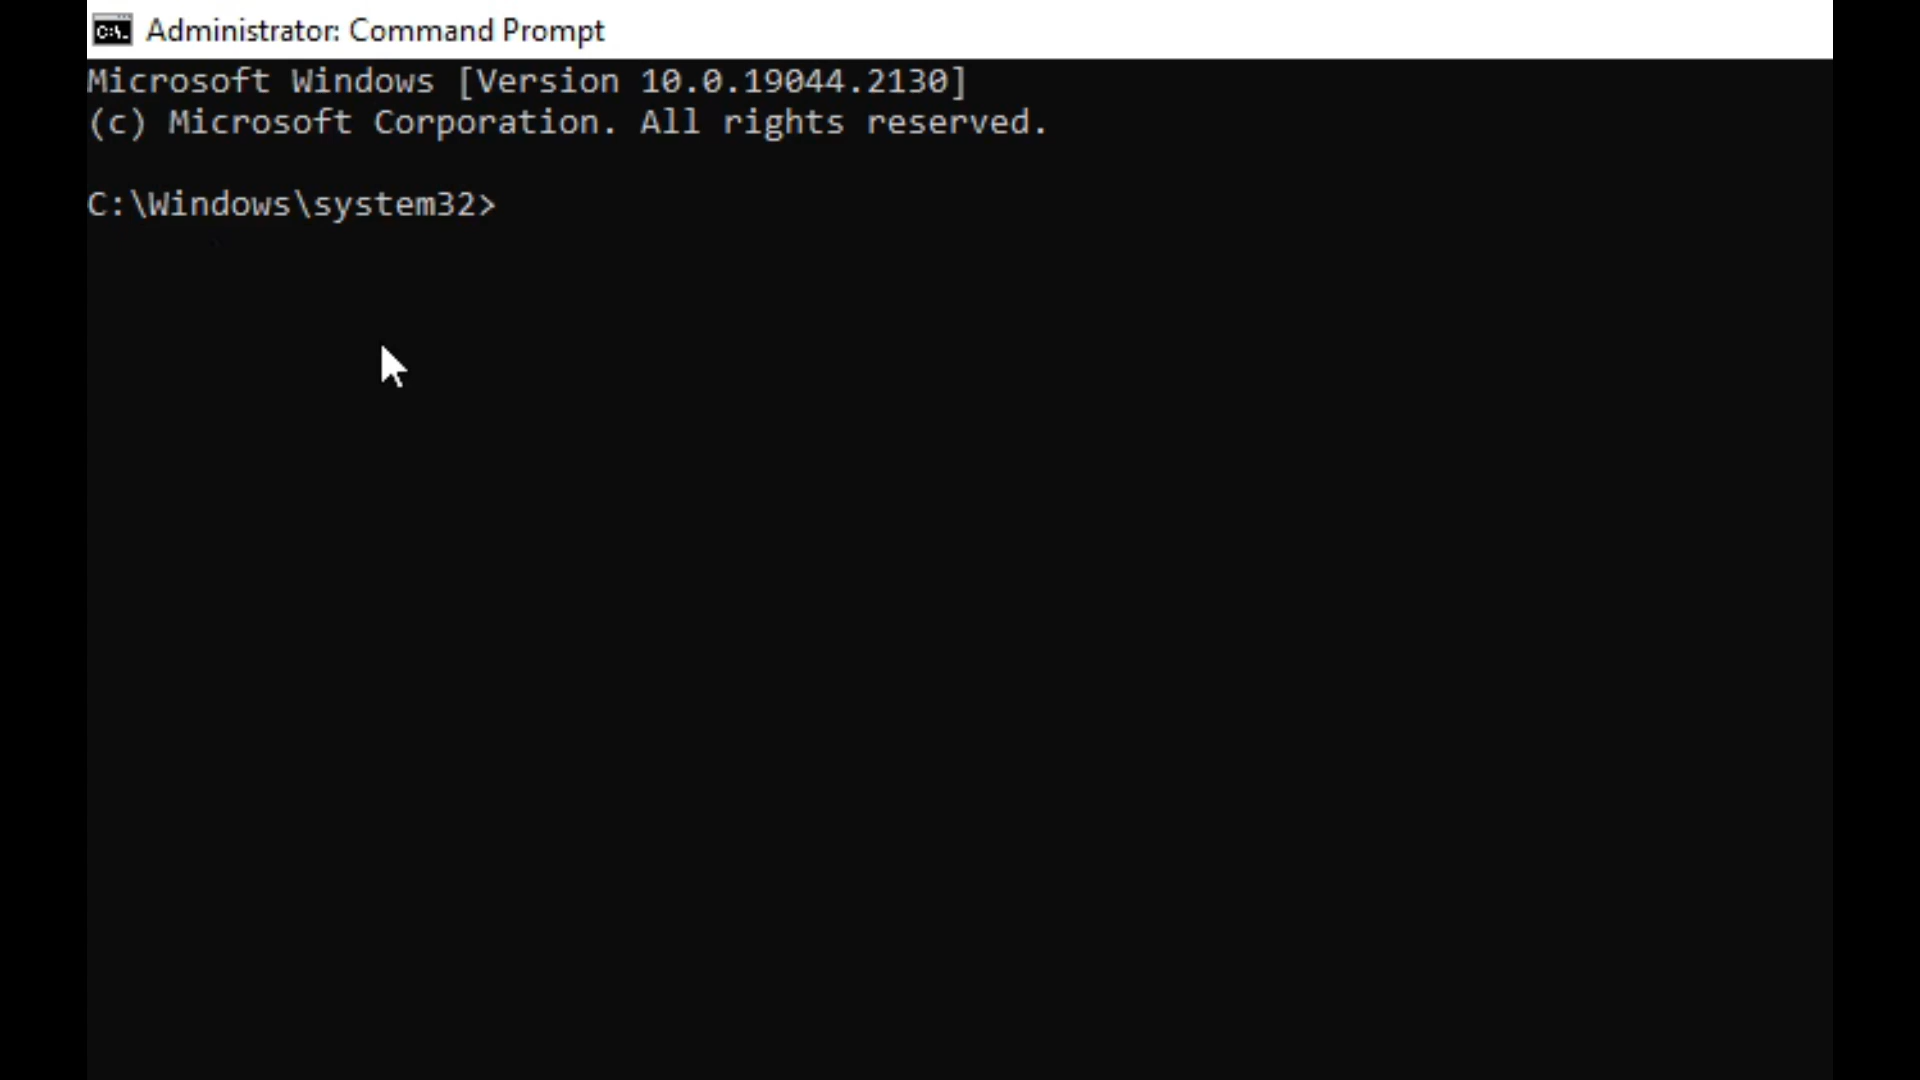 Administrator: Command Prompt
Microsoft Windows [Version 10.0.19044.2130]
(c) Microsoft Corporation. All rights reserved.
C:\Windows\system32>